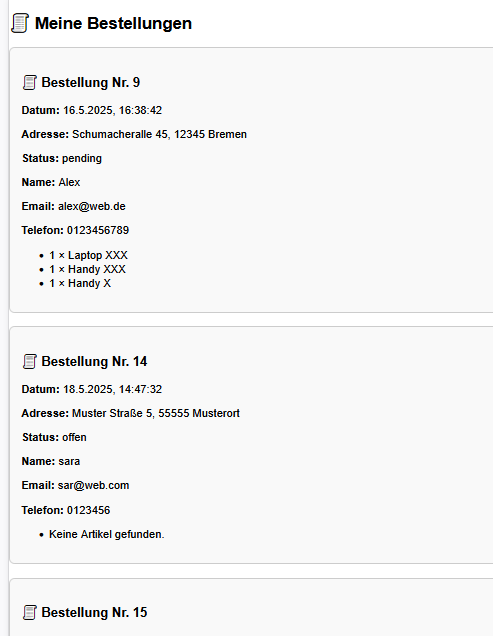 Meine Bestellungen
Bestellung Nr. 9
Datum: 16.5.2025, 16:38:42
Adresse: Schumacheralle 45, 12345 Bremen
Status: pending
Name: Alex
Email: alex@web.de
Telefon: 0123456789
• 1 × Laptop XXX
• 1 × Handy XXX
• 1 × Handy X
Bestellung Nr. 14
Datum: 18.5.2025, 14:47:32
Adresse: Muster Straße 5, 55555 Musterort
Status: offen
Name: sara
Email: sar@web.com
Telefon: 0123456
• Keine Artikel gefunden.
Bestellung Nr. 15